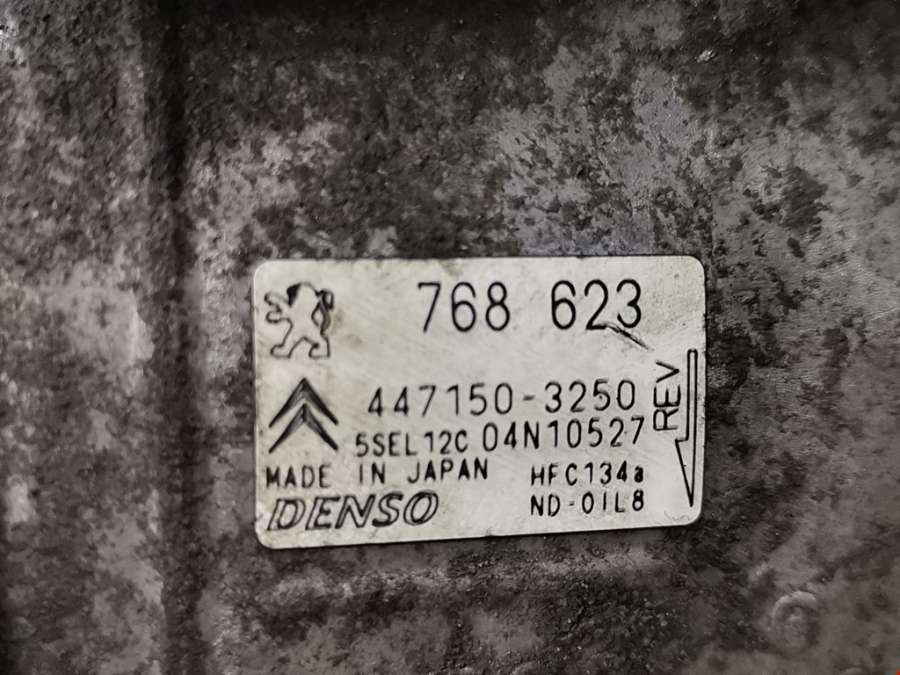 768 623
447150-3250
5SEL12C 04N10527
REV
MADE IN JAPAN HFC134a
DENSO ND-OIL8